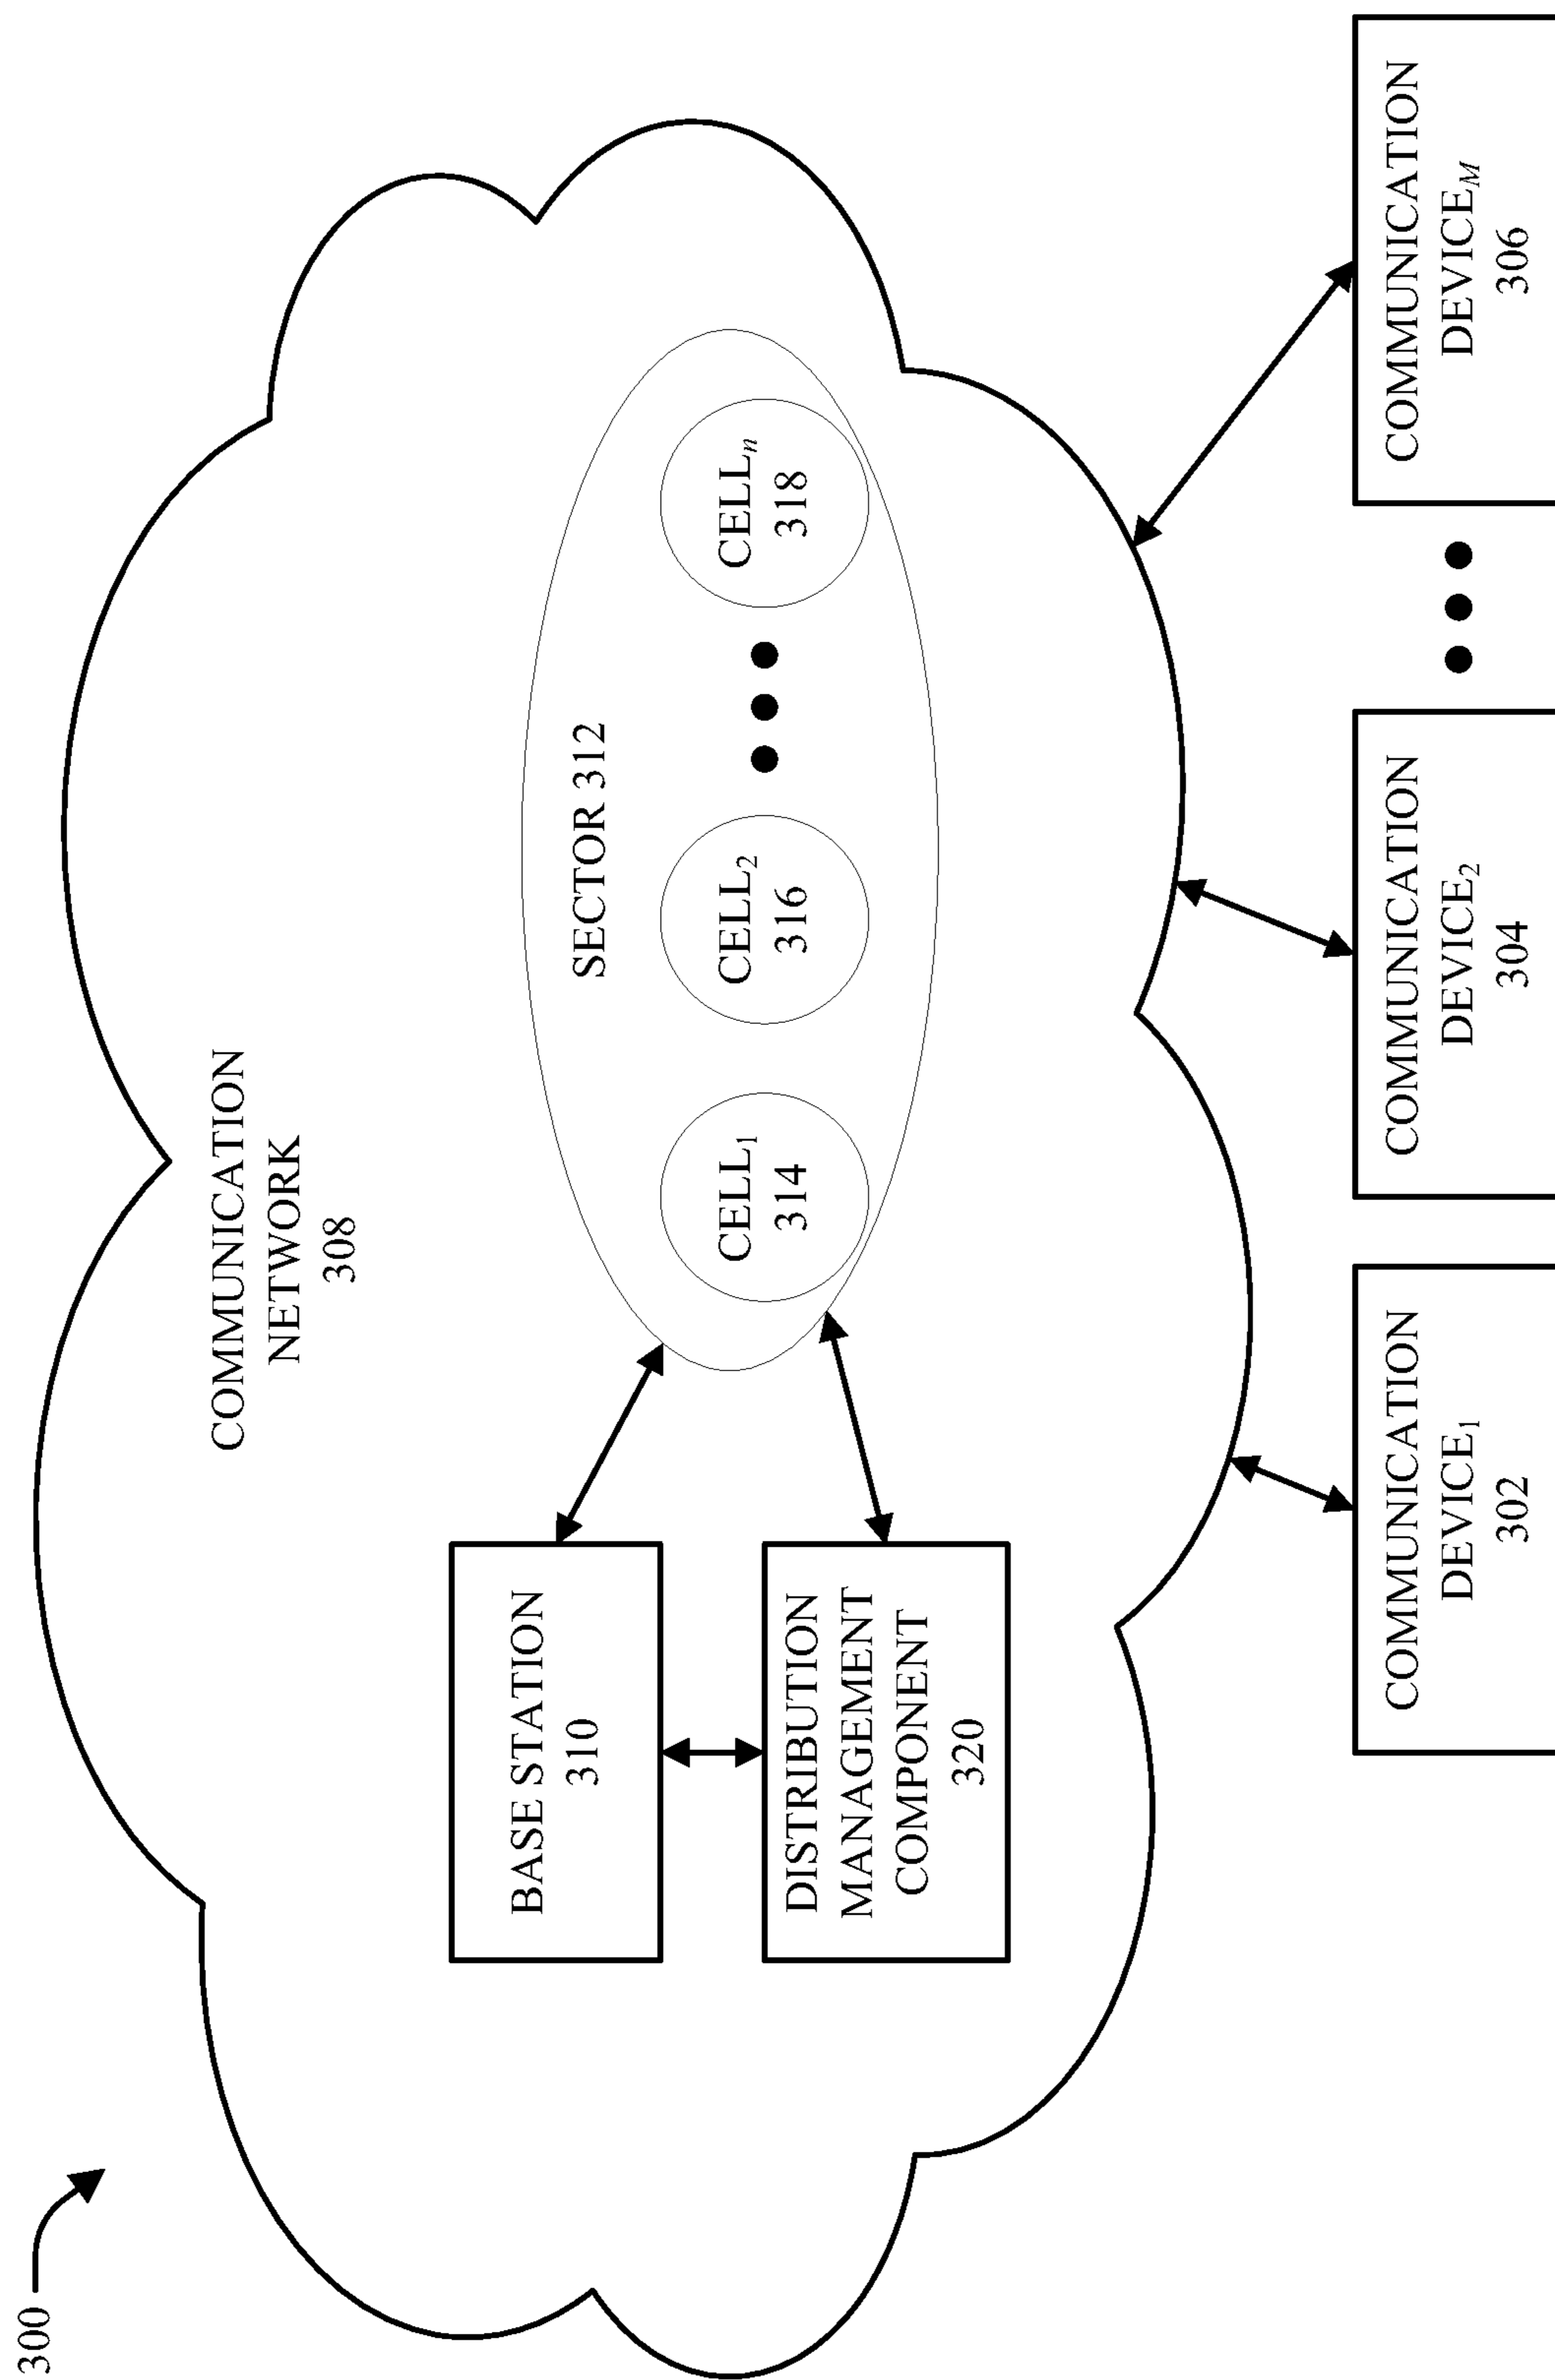 300
COMMUNICATION
NETWORK
308
BASE STATION
310
DISTRIBUTION
MANAGEMENT
COMPONENT
320
SECTOR 312
CELL1
314
CELL2
316
CELLn
318
COMMUNICATION
DEVICE1
302
COMMUNICATION
DEVICE2
304
COMMUNICATION
DEVICEM
306